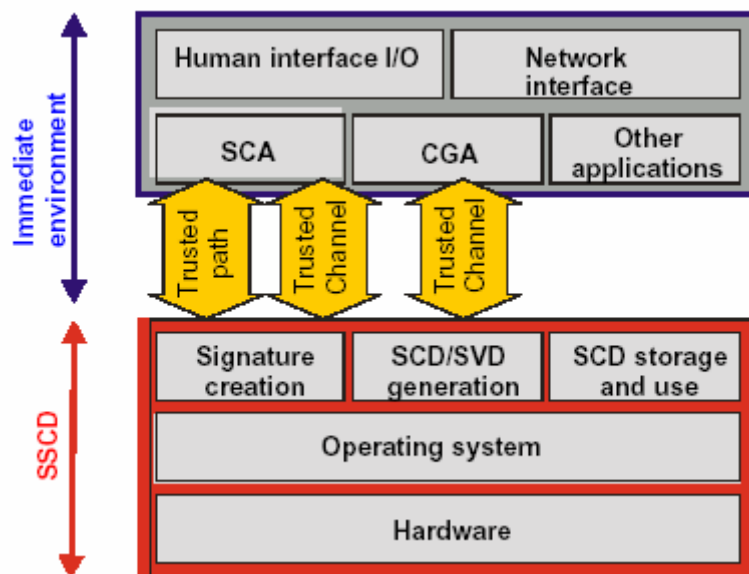 Immediate
environment
Human interface I/O
Network
interface
SCA
CGA
Other
applications
Trusted
path
Trusted
Channel
Trusted
Channel
SSCD
Signature
creation
SCD/SVD
generation
SCD storage
and use
Operating system
Hardware